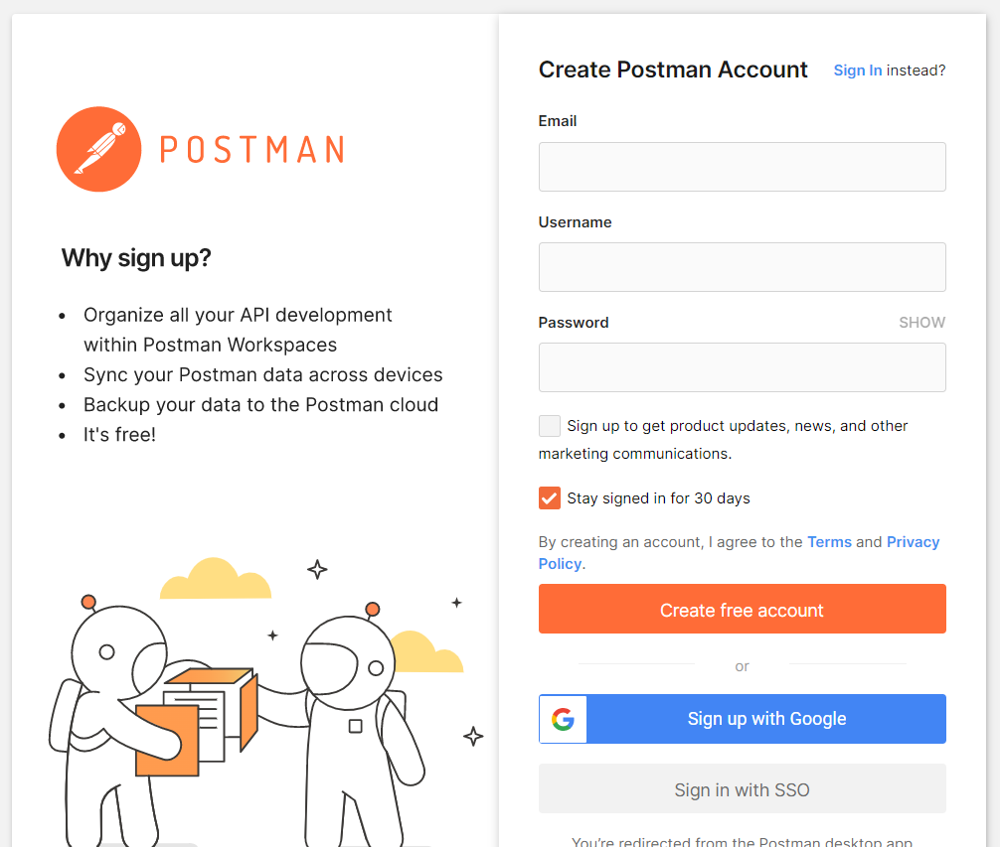 POSTMAN
Why sign up?
• Organize all your API development
within Postman Workspaces
• Sync your Postman data across devices
• Backup your data to the Postman cloud
• It's free!
Create Postman Account Sign In instead?
Email
Username
Password SHOW
Sign up to get product updates, news, and other
marketing communications.
Stay signed in for 30 days
By creating an account, I agree to the Terms and Privacy
Policy.
Create free account
or
Sign up with Google
Sign in with SSO
You're redirected from the Postman desktop app